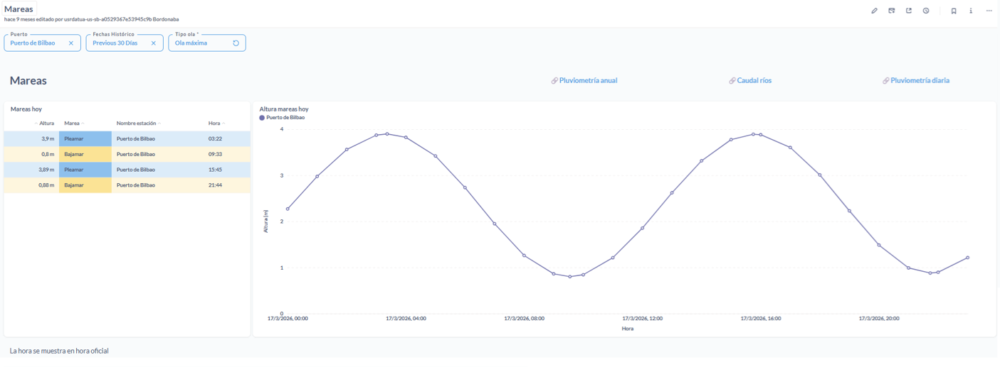 Mareas
hace 9 meses editado por usrdatua-us-sb-a0529367e53945c9b Bordonaba
Puerto
Puerto de Bilbao
Fechas Histórico
Previous 30 Días
Tipo ola *
Ola máxima
Mareas
Pluviometría anual
Caudal ríos
Pluviometría diaria
Mareas hoy
Altura Marea Nombre estación Hora
3,9 m Pleamar Puerto de Bilbao 03:22
0,8 m Bajamar Puerto de Bilbao 09:33
3,89 m Pleamar Puerto de Bilbao 15:45
0,88 m Bajamar Puerto de Bilbao 21:44
Altura mareas hoy
Puerto de Bilbao
4
3
2
1
0
Altura (m)
17/3/2026, 00:00 17/3/2026, 04:00 17/3/2026, 08:00 17/3/2026, 12:00 17/3/2026, 16:00 17/3/2026, 20:00
Hora
La hora se muestra en hora oficial